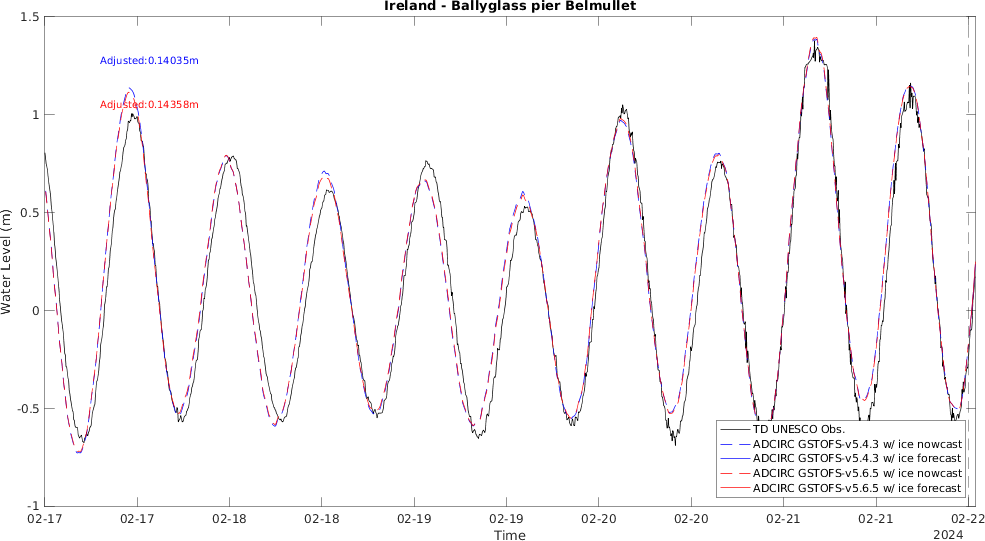 Ireland - Ballyglass pier Belmullet
1.5
1
0.5
0
-0.5
-1
Water Level (m)
Adjusted:0.14035m
Adjusted:0.14358m
TD UNESCO Obs.
ADCIRC GSTOFS-v5.4.3 w/ ice nowcast
ADCIRC GSTOFS-v5.4.3 w/ ice forecast
ADCIRC GSTOFS-v5.6.5 w/ ice nowcast
ADCIRC GSTOFS-v5.6.5 w/ ice forecast
02-17 02-17 02-18 02-18 02-19 02-19 02-20 02-20 02-21 02-21 02-22
Time
2024